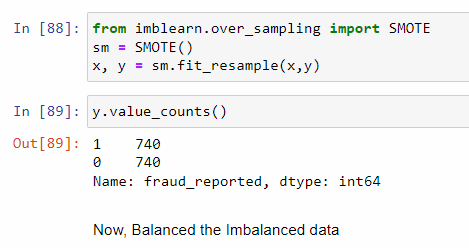 In [88]: from imblearn.over_sampling import SMOTE
sm = SMOTE()
x, y = sm.fit_resample(x,y)
In [89]: y.value_counts()
Out[89]: 1    740
0    740
Name: fraud_reported, dtype: int64
Now, Balanced the Imbalanced data